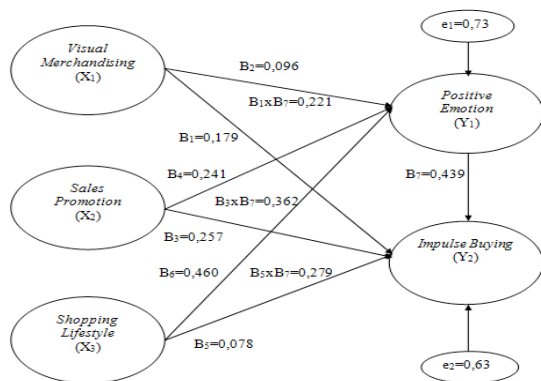 e₁=0,73
Visual
Merchandising
(X₁)
B₂=0,096
Positive
Emotion
(Y₁)
B₁xB₇=0,221
B₁=0,179
B₄=0,241
B₇=0,439
Sales
Promotion
(X₂)
B₃xB₇=0,362
B₃=0,257
Impulse Buying
(Y₂)
B₆=0,460
B₅xB₇=0,279
Shopping
Lifestyle
(X₃)
B₅=0,078
e₂=0,63